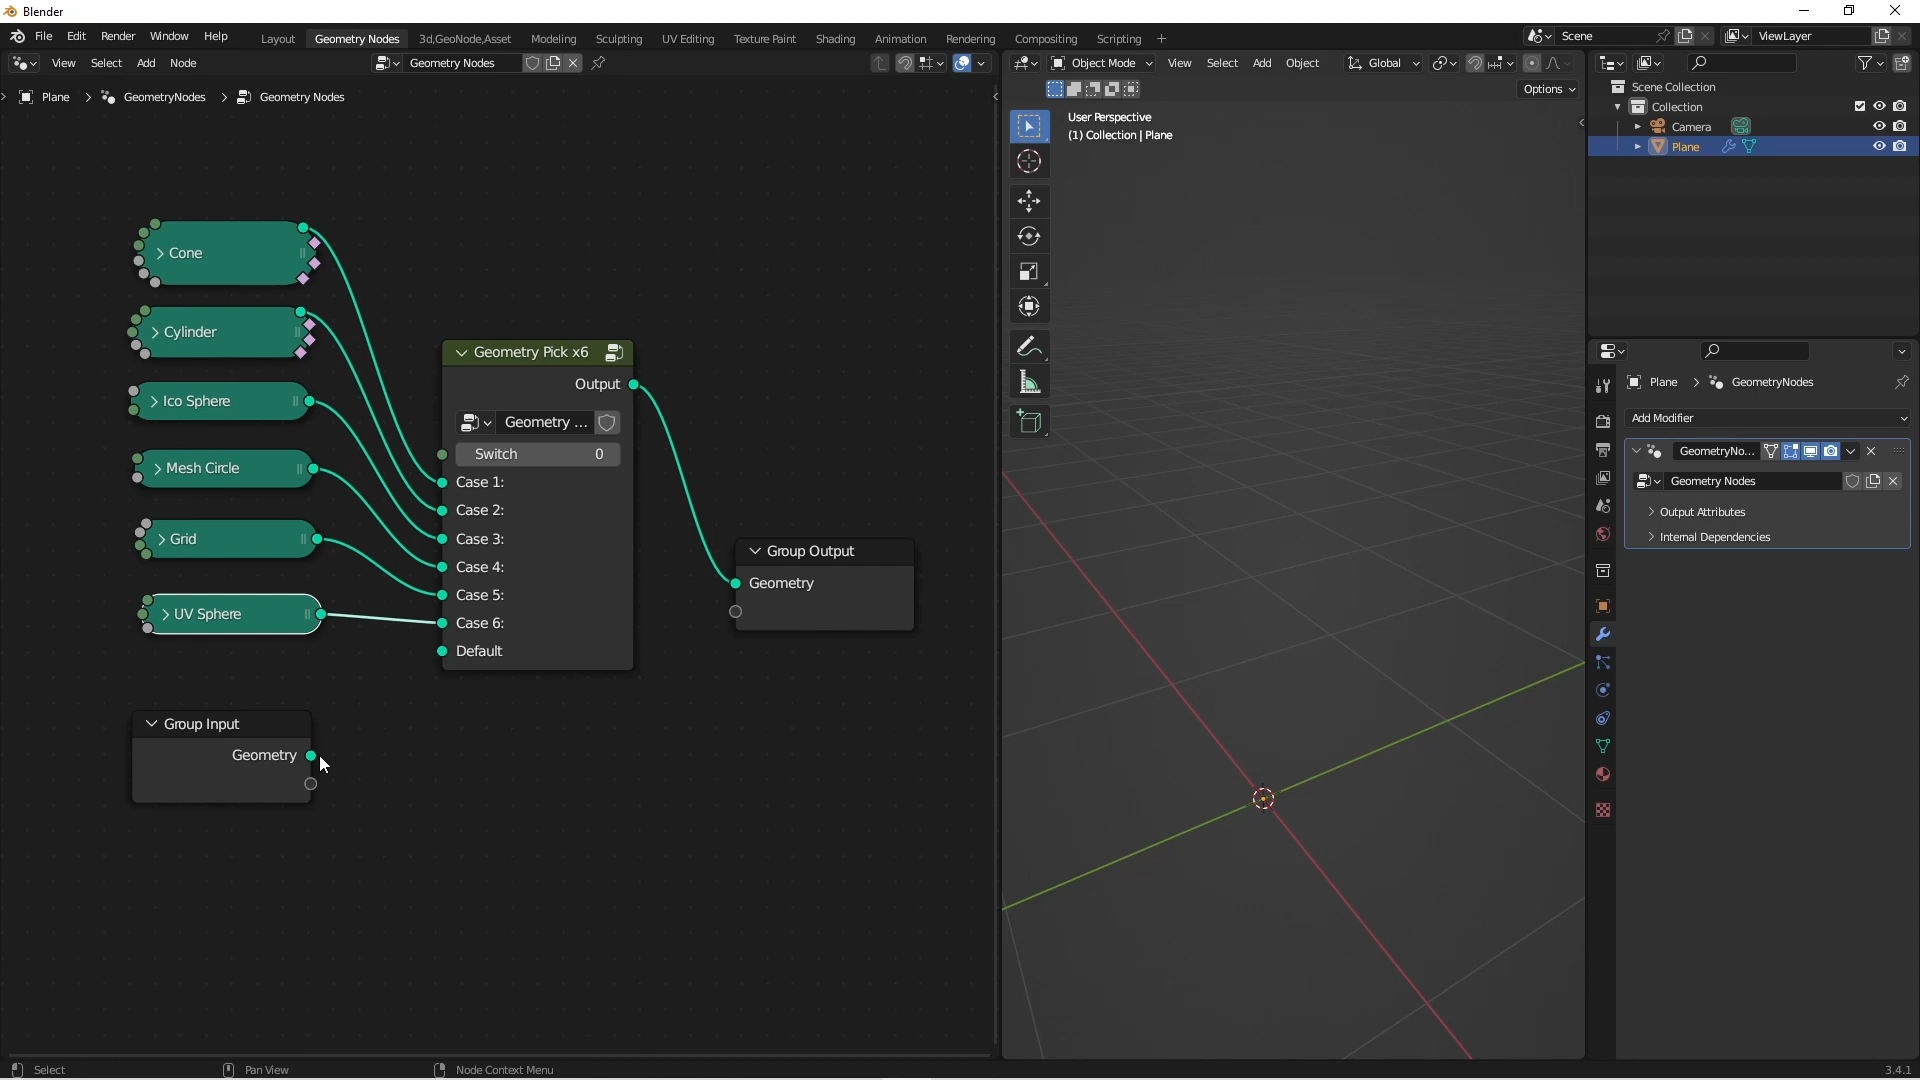 Blender
File Edit Render Window Help
Layout Geometry Nodes 3d,GeoNode,Asset Modeling Sculpting UV Editing Texture Paint Shading Animation Rendering Compositing Scripting +
Scene
ViewLayer
View Select Add Node
Geometry Nodes
Plane > GeometryNodes > Geometry Nodes
Cone
Cylinder
Ico Sphere
Mesh Circle
Grid
UV Sphere
Geometry Pick x6
Output
Geometry ...
Switch 0
Case 1:
Case 2:
Case 3:
Case 4:
Case 5:
Case 6:
Default
Group Output
Geometry
Group Input
Geometry
Object Mode View Select Add Object Global
Options
User Perspective
(1) Collection | Plane
Scene Collection
Collection
Camera
Plane
Plane > GeometryNodes
Add Modifier
GeometryNo...
Geometry Nodes
Output Attributes
Internal Dependencies
Select Pan View Node Context Menu
3.4.1